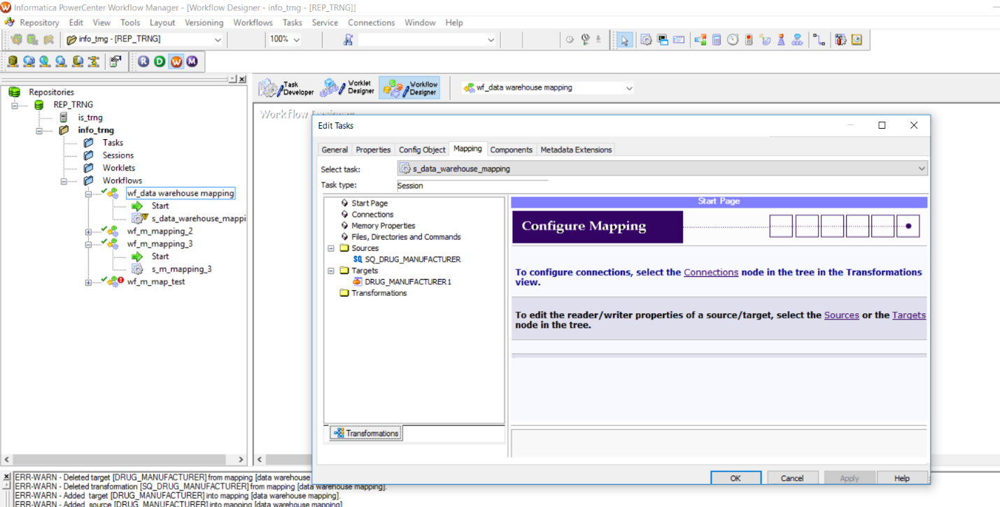 Informatica PowerCenter Workflow Manager - [Workflow Designer - info_trng - [REP_TRNG]]
Repository Edit View Tools Layout Versioning Workflows Tasks Service Connections Window Help
info_trng - [REP_TRNG] 100%
R D W M
Task Developer
Worklet Designer
Workflow Designer
wf_data warehouse mapping
Repositories
REP_TRNG
is_trng
info_trng
Tasks
Sessions
Worklets
Workflows
wf_data warehouse mapping
Start
s_data_warehouse_mappi
wf_m_mapping_2
wf_m_mapping_3
Start
s_m_mapping_3
wf_m_map_test
Workflow Designer
Edit Tasks
General Properties Config Object Mapping Components Metadata Extensions
Select task: s_data_warehouse_mapping
Task type: Session
Start Page
Connections
Memory Properties
Files, Directories and Commands
Sources
SQ SQ_DRUG_MANUFACTURER
Targets
DRUG_MANUFACTURER1
Transformations
Transformations
Start Page
Configure Mapping
To configure connections, select the Connections node in the tree in the Transformations
view.
To edit the reader/writer properties of a source/target, select the Sources or the Targets
node in the tree.
OK Cancel Apply Help
ERR-WARN - Deleted target [DRUG_MANUFACTURER] from mapping [data warehouse
ERR-WARN - Deleted transformation [SQ_DRUG_MANUFACTURER] from mapping [data warehouse mapping].
ERR-WARN - Added target [DRUG_MANUFACTURER] into mapping [data warehouse mapping].
ERR-WARN - Added source [DRUG_MANUFACTURER] into mapping [data warehouse mapping].